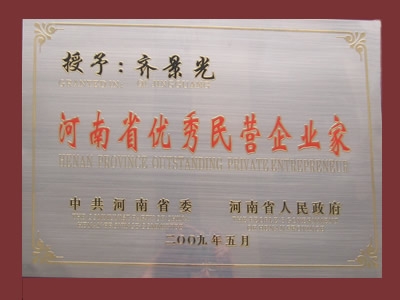 授予：齐景光
河南省优秀民营企业家
HENAN PROVINCE OUTSTANDING PRIVATE ENTREPRENEUR
中共河南省委 河南省人民政府
二〇〇九年五月